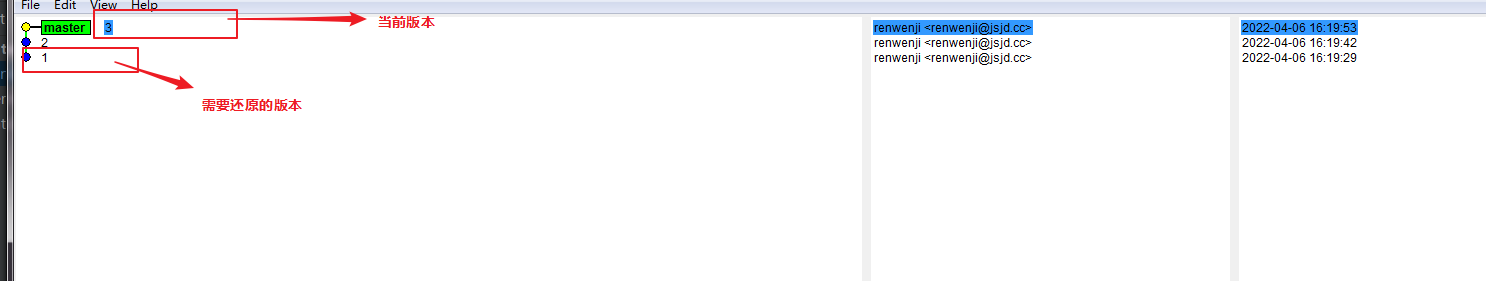 File Edit View Help
master 3 renwenji <renwenji@jsjd.cc> 2022-04-06 16:19:53
2 renwenji <renwenji@jsjd.cc> 2022-04-06 16:19:42
1 renwenji <renwenji@jsjd.cc> 2022-04-06 16:19:29
当前版本
需要还原的版本